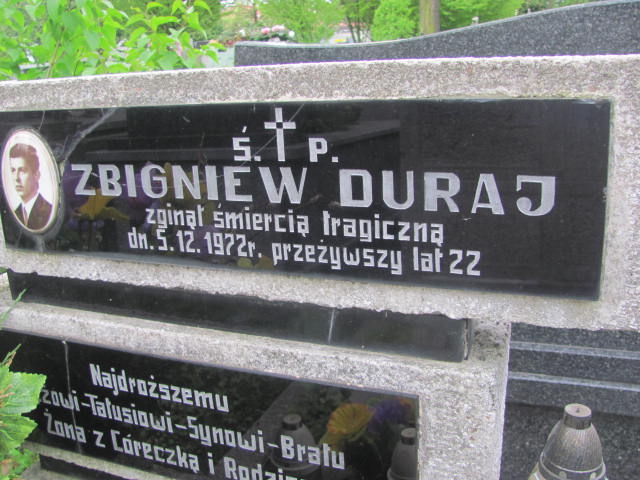 Ś. P.
ZBIGNIEW DURAJ
zginął śmiercią tragiczną
dn. 5.12.1972r. przeżywszy lat 22
Najdroższemu
-Tatusiowi-Synowi-Bratu
Żona z Córeczką i